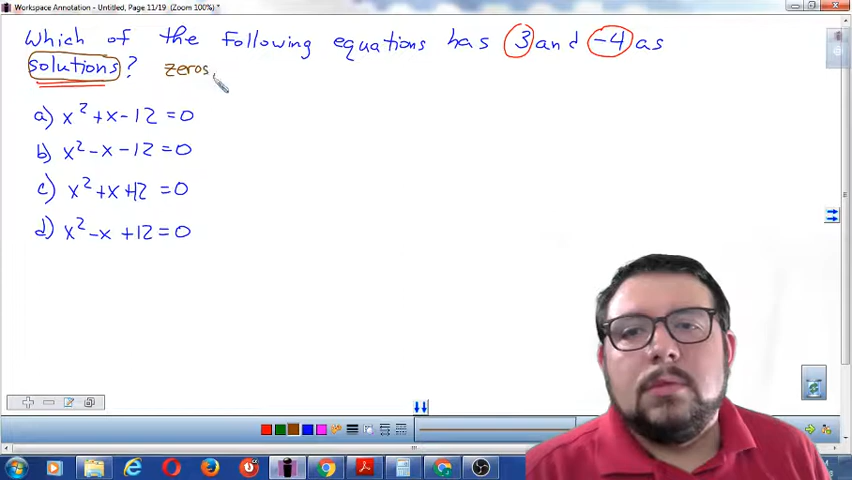 Workspace Annotation - Untitled, Page 11/19 (Zoom 100%) *
Which of the following equations has 3 and -4 as
solutions? zeros,
a) x² + x - 12 = 0
b) x² - x - 12 = 0
c) x² + x + 12 = 0
d) x² - x + 12 = 0